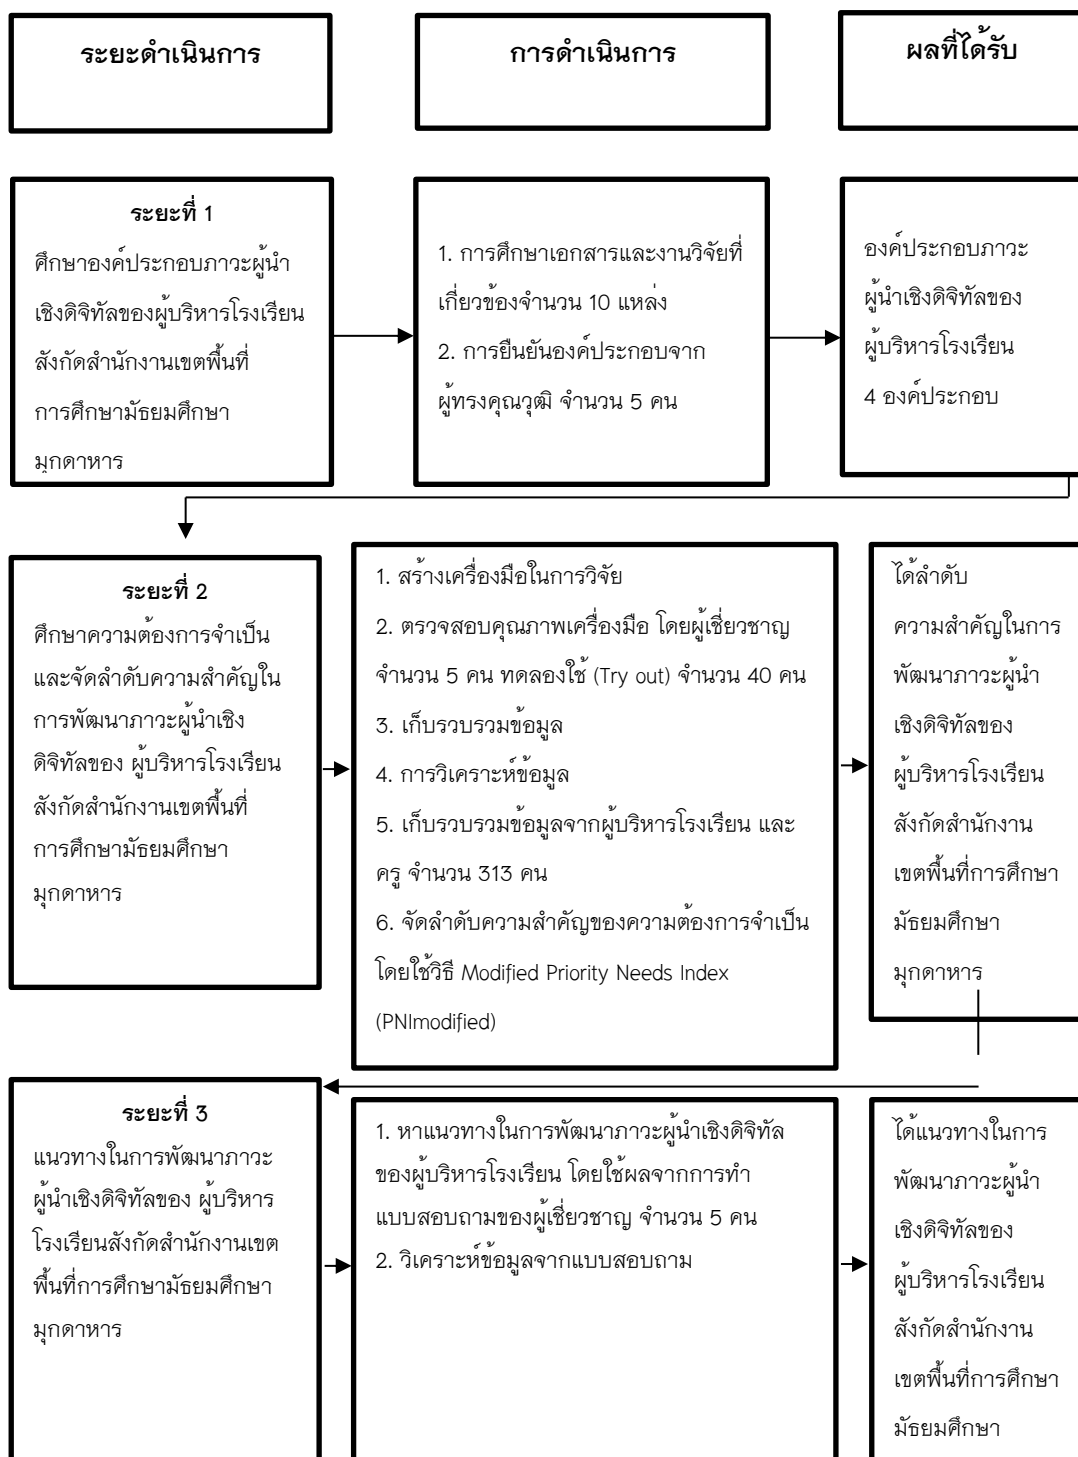 ระยะดำเนินการ
การดำเนินการ
ผลที่ได้รับ
ระยะที่ 1
ศึกษาองค์ประกอบภาวะผู้นำ
เชิงดิจิทัลของผู้บริหารโรงเรียน
สังกัดสำนักงานเขตพื้นที่
การศึกษามัธยมศึกษา
มุกดาหาร
1. การศึกษาเอกสารและงานวิจัยที่
เกี่ยวข้องจำนวน 10 แหล่ง
2. การยืนยันองค์ประกอบจาก
ผู้ทรงคุณวุฒิ จำนวน 5 คน
องค์ประกอบภาวะ
ผู้นำเชิงดิจิทัลของ
ผู้บริหารโรงเรียน
4 องค์ประกอบ
ระยะที่ 2
ศึกษาความต้องการจำเป็น
และจัดลำดับความสำคัญใน
การพัฒนาภาวะผู้นำเชิง
ดิจิทัลของ ผู้บริหารโรงเรียน
สังกัดสำนักงานเขตพื้นที่
การศึกษามัธยมศึกษา
มุกดาหาร
1. สร้างเครื่องมือในการวิจัย
2. ตรวจสอบคุณภาพเครื่องมือ โดยผู้เชี่ยวชาญ
จำนวน 5 คน ทดลองใช้ (Try out) จำนวน 40 คน
3. เก็บรวบรวมข้อมูล
4. การวิเคราะห์ข้อมูล
5. เก็บรวบรวมข้อมูลจากผู้บริหารโรงเรียน และ
ครู จำนวน 313 คน
6. จัดลำดับความสำคัญของความต้องการจำเป็น
โดยใช้วิธี Modified Priority Needs Index
(PNImodified)
ได้ลำดับ
ความสำคัญในการ
พัฒนาภาวะผู้นำ
เชิงดิจิทัลของ
ผู้บริหารโรงเรียน
สังกัดสำนักงาน
เขตพื้นที่การศึกษา
มัธยมศึกษา
มุกดาหาร
ระยะที่ 3
แนวทางในการพัฒนาภาวะ
ผู้นำเชิงดิจิทัลของ ผู้บริหาร
โรงเรียนสังกัดสำนักงานเขต
พื้นที่การศึกษามัธยมศึกษา
มุกดาหาร
1. หาแนวทางในการพัฒนาภาวะผู้นำเชิงดิจิทัล
ของผู้บริหารโรงเรียน โดยใช้ผลจากการทำ
แบบสอบถามของผู้เชี่ยวชาญ จำนวน 5 คน
2. วิเคราะห์ข้อมูลจากแบบสอบถาม
ได้แนวทางในการ
พัฒนาภาวะผู้นำ
เชิงดิจิทัลของ
ผู้บริหารโรงเรียน
สังกัดสำนักงาน
เขตพื้นที่การศึกษา
มัธยมศึกษา